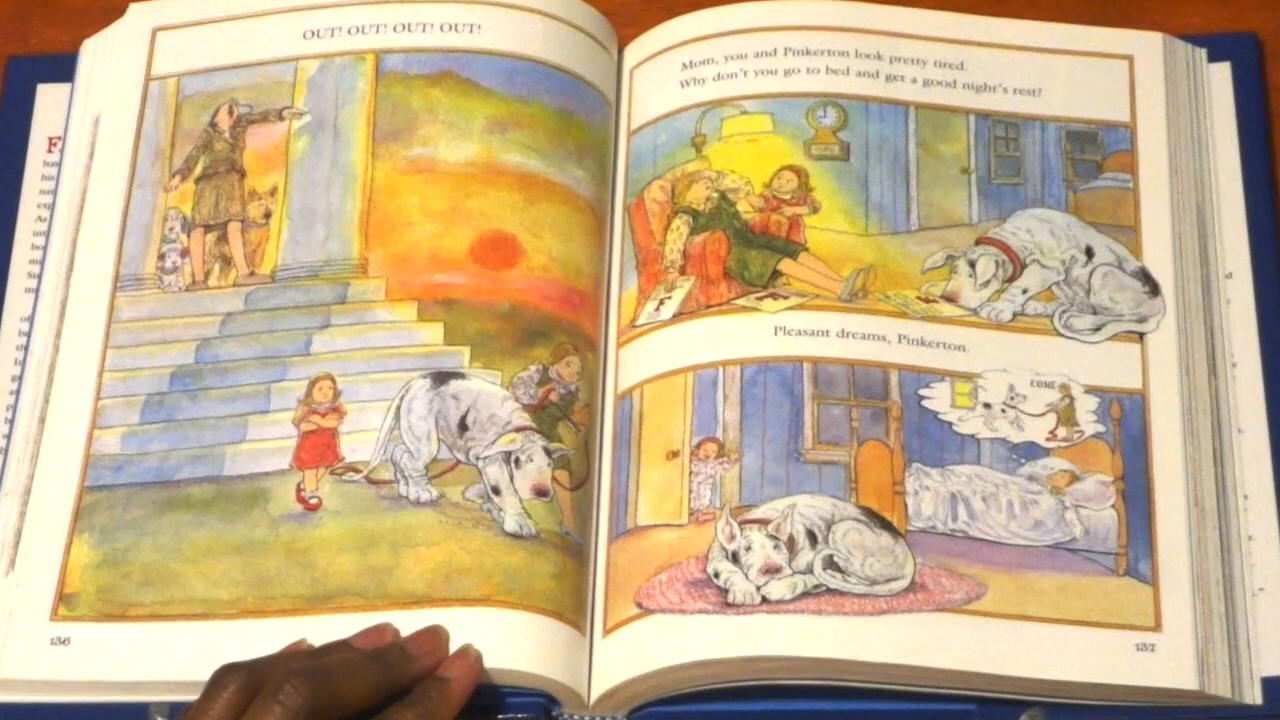 OUT! OUT! OUT! OUT!
136
Mom, you and Pinkerton look pretty tired.
Why don't you go to bed and get a good night's rest?
F
F
Pleasant dreams, Pinkerton.
COME
137